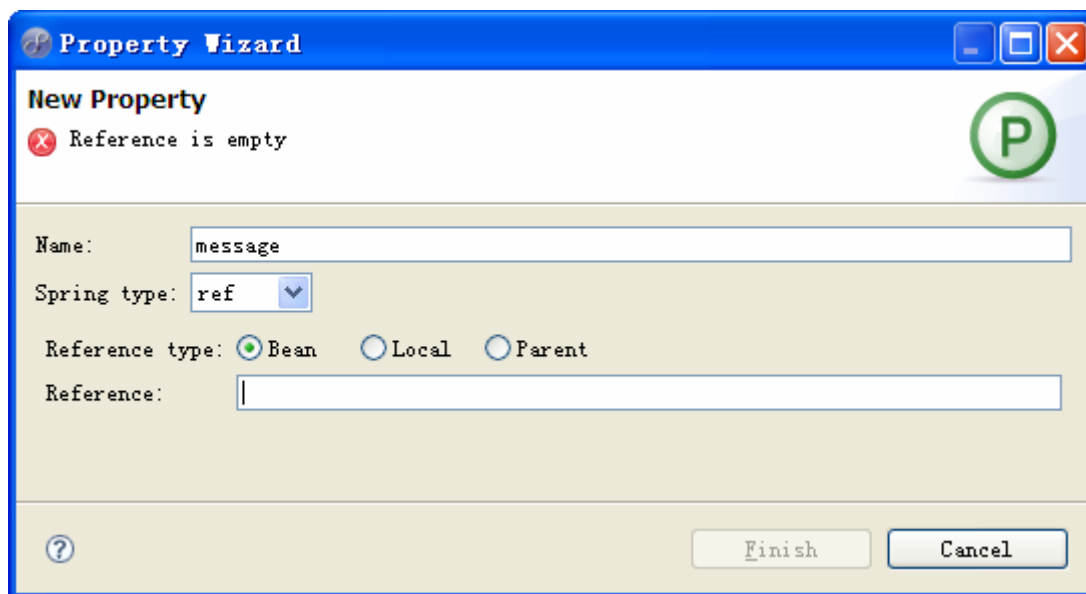 Property Wizard
New Property
Reference is empty
P
Name: message
Spring type: ref
Reference type: Bean Local Parent
Reference:
? Finish Cancel